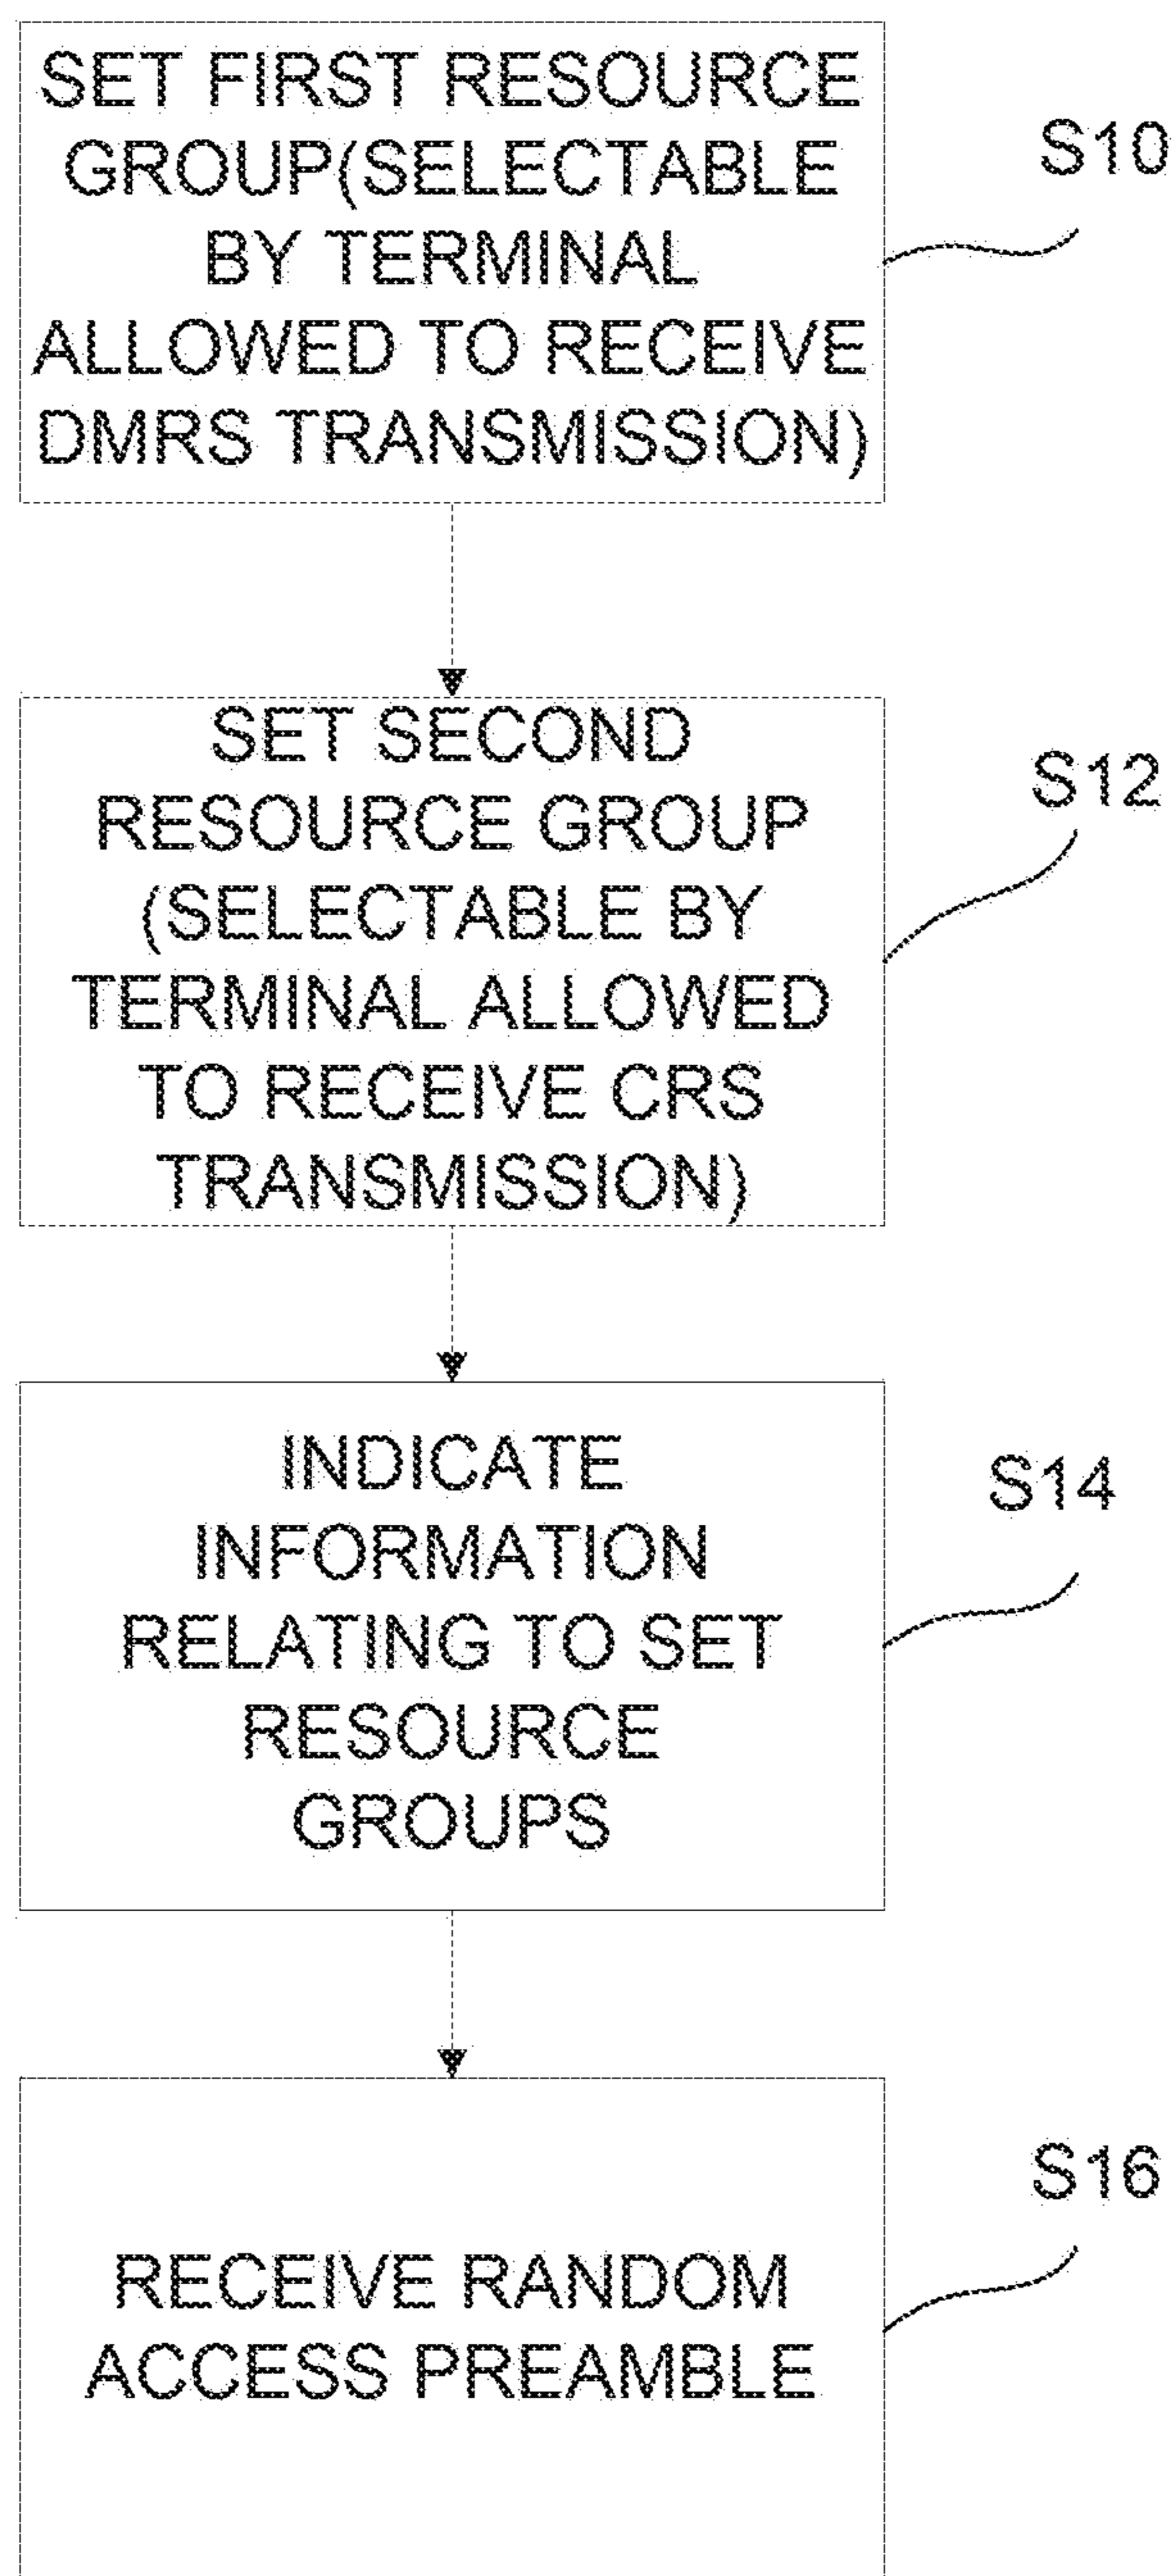 SET FIRST RESOURCE
GROUP(SELECTABLE
BY TERMINAL
ALLOWED TO RECEIVE
DMRS TRANSMISSION)
S10
SET SECOND
RESOURCE GROUP
(SELECTABLE BY
TERMINAL ALLOWED
TO RECEIVE CRS
TRANSMISSION)
S12
INDICATE
INFORMATION
RELATING TO SET
RESOURCE
GROUPS
S14
RECEIVE RANDOM
ACCESS PREAMBLE
S16